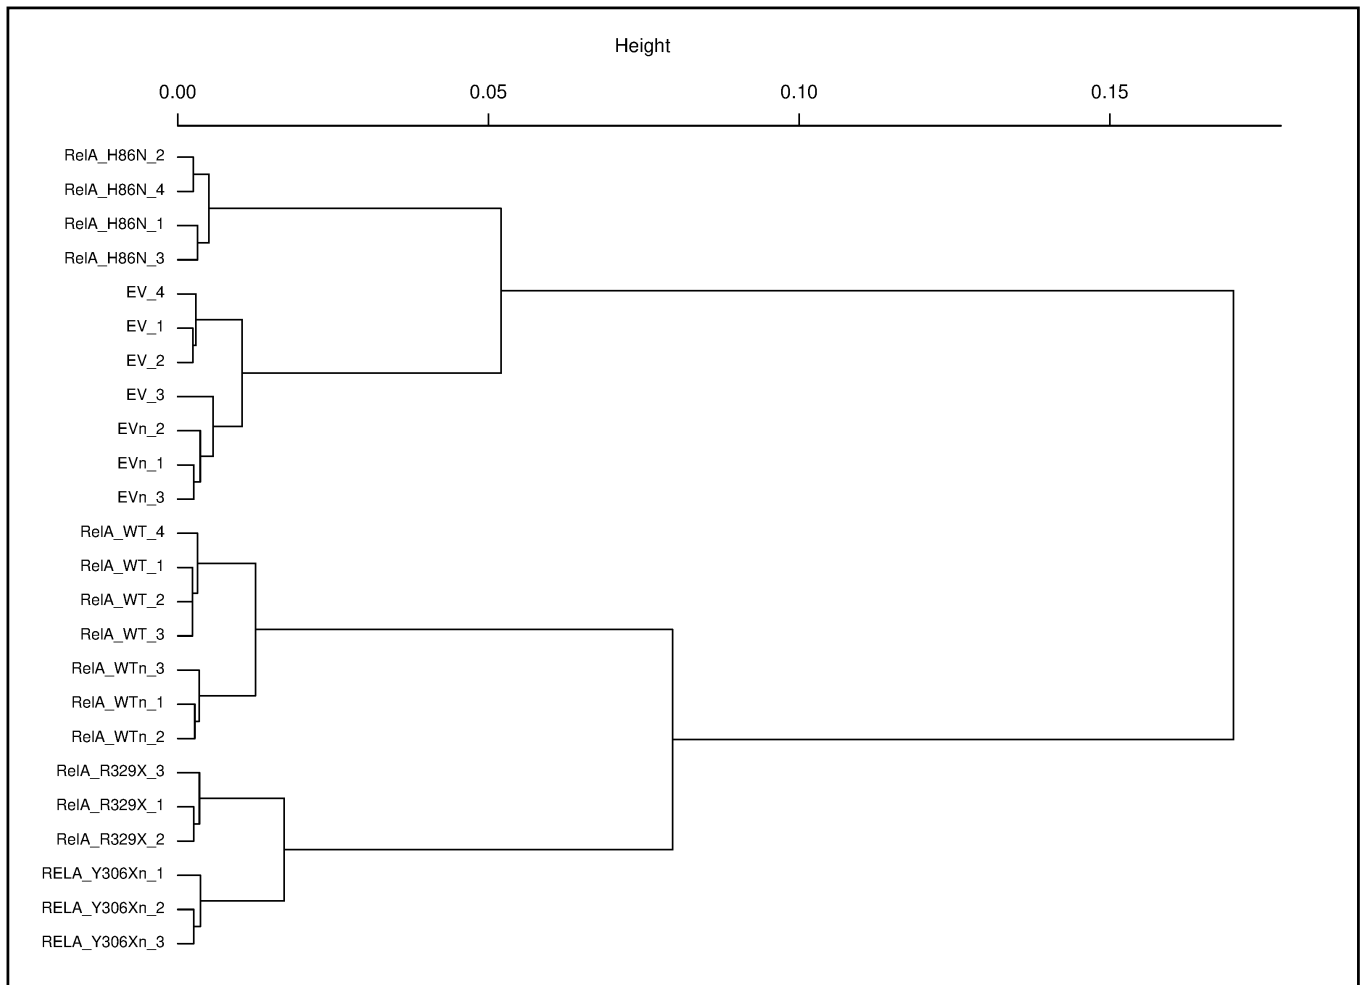 Height
0.00 0.05 0.10 0.15
RelA_H86N_2
RelA_H86N_4
RelA_H86N_1
RelA_H86N_3
EV_4
EV_1
EV_2
EV_3
EVn_2
EVn_1
EVn_3
RelA_WT_4
RelA_WT_1
RelA_WT_2
RelA_WT_3
RelA_WTn_3
RelA_WTn_1
RelA_WTn_2
RelA_R329X_3
RelA_R329X_1
RelA_R329X_2
RELA_Y306Xn_1
RELA_Y306Xn_2
RELA_Y306Xn_3